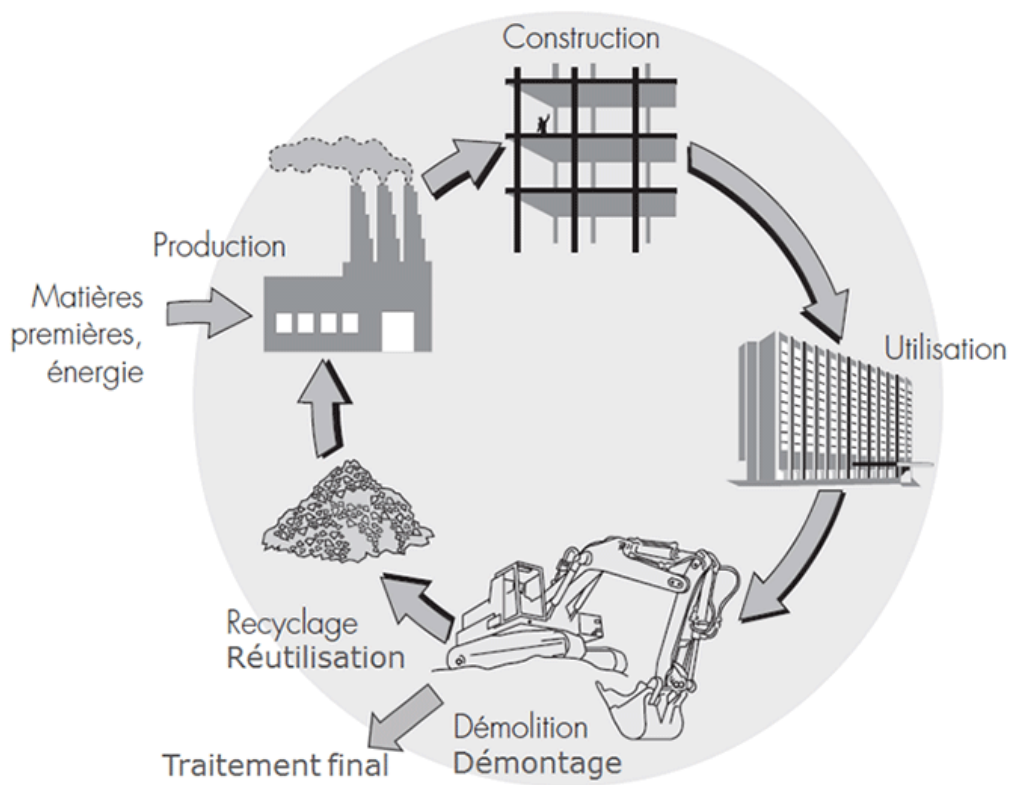 Construction
Production
Matières
premières,
énergie
Utilisation
Recyclage
Réutilisation
Démolition
Démontage
Traitement final